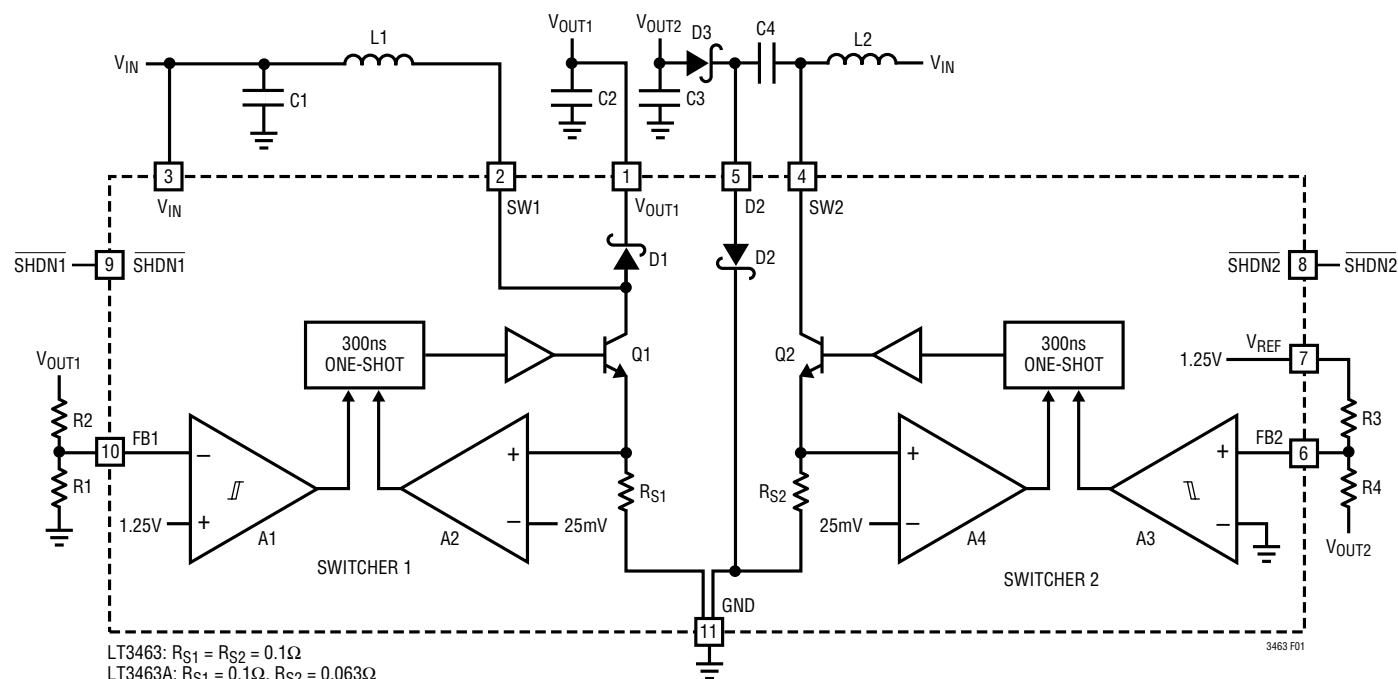 VOUT1
VOUT2
D3
C4
L1
L2
VIN
VIN
C1
C2
C3
3
2
1
5
4
VIN
SW1
VOUT1
D2
SW2
SHDN1
9
SHDN1
D1
D2
SHDN2
8
SHDN2
300ns
ONE-SHOT
Q1
Q2
300ns
ONE-SHOT
1.25V
VREF
7
VOUT1
R2
R3
10
FB1
FB2
6
R1
–
+
+
+
RS1
RS2
R4
1.25V
+
A1
A2
–
25mV
25mV
–
A4
A3
–
VOUT2
SWITCHER 1
SWITCHER 2
GND
11
LT3463: RS1 = RS2 = 0.1Ω
LT3463A: RS1 = 0.1Ω, RS2 = 0.063Ω
3463 F01